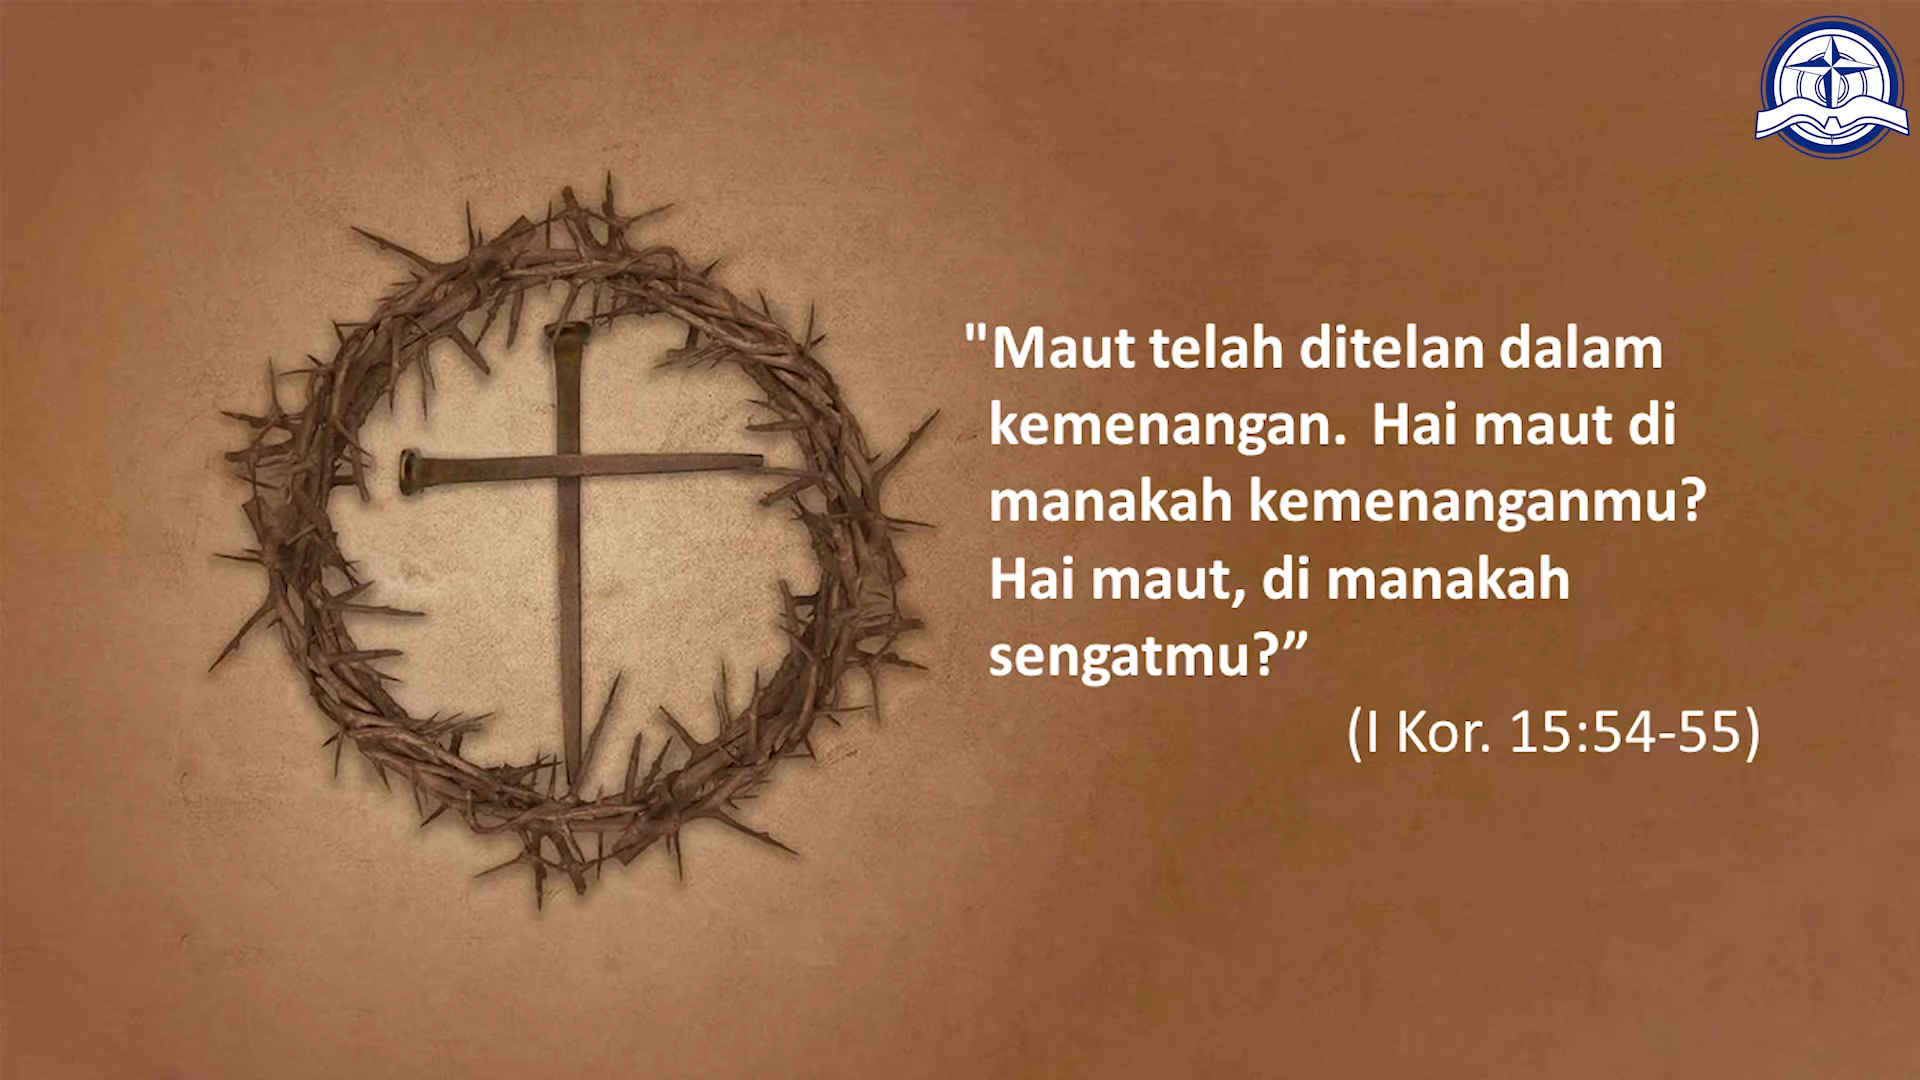 "Maut telah ditelan dalam
kemenangan. Hai maut di
manakah kemenanganmu?
Hai maut, di manakah
sengatmu?”
(I Kor. 15:54-55)